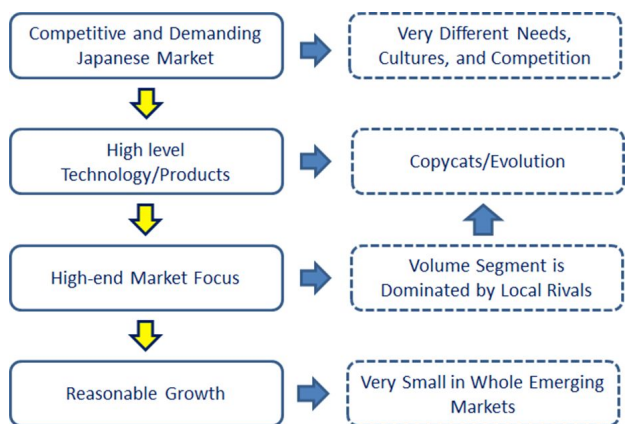 Competitive and Demanding
Japanese Market
Very Different Needs,
Cultures, and Competition
High level
Technology/Products
Copycats/Evolution
High-end Market Focus
Volume Segment is
Dominated by Local Rivals
Reasonable Growth
Very Small in Whole Emerging
Markets